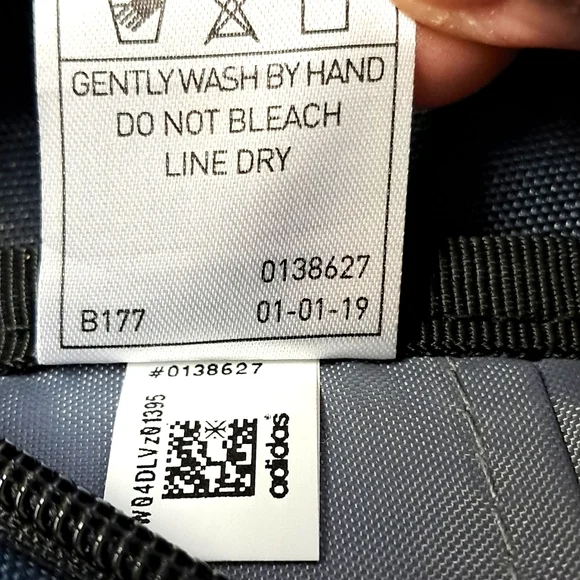 GENTLY WASH BY HAND
DO NOT BLEACH
LINE DRY
0138627
B177 01-01-19
#0138627
W04DLVz01395
adidas